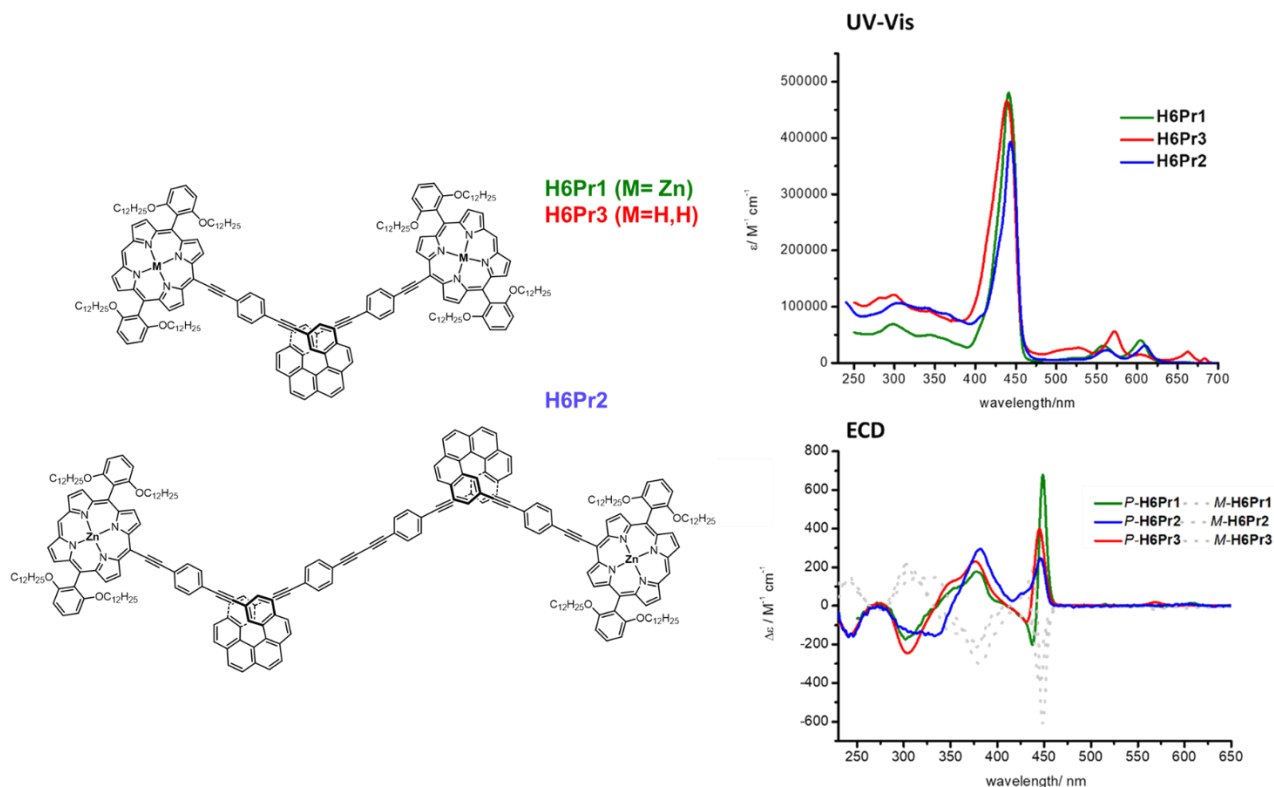 UV-Vis
500000
400000
300000
200000
100000
0
ε/ M⁻¹ cm⁻¹
250 300 350 400 450 500 550 600 650 700
wavelength/nm
H6Pr1
H6Pr3
H6Pr2
H6Pr1 (M= Zn)
H6Pr3 (M=H,H)
C₁₂H₂₅O
OC₁₂H₂₅
C₁₂H₂₅O
OC₁₂H₂₅
N
N
M
N
N
C₁₂H₂₅O
OC₁₂H₂₅
C₁₂H₂₅O
OC₁₂H₂₅
N
N
M
N
N
H6Pr2
C₁₂H₂₅O
OC₁₂H₂₅
C₁₂H₂₅O
OC₁₂H₂₅
N
N
Zn
N
N
C₁₂H₂₅O
OC₁₂H₂₅
C₁₂H₂₅O
OC₁₂H₂₅
N
N
Zn
N
N
ECD
800
600
400
200
0
-200
-400
-600
Δε / M⁻¹ cm⁻¹
250 300 350 400 450 500 550 600 650
wavelength/ nm
P-H6Pr1 M-H6Pr1
P-H6Pr2 M-H6Pr2
P-H6Pr3 M-H6Pr3